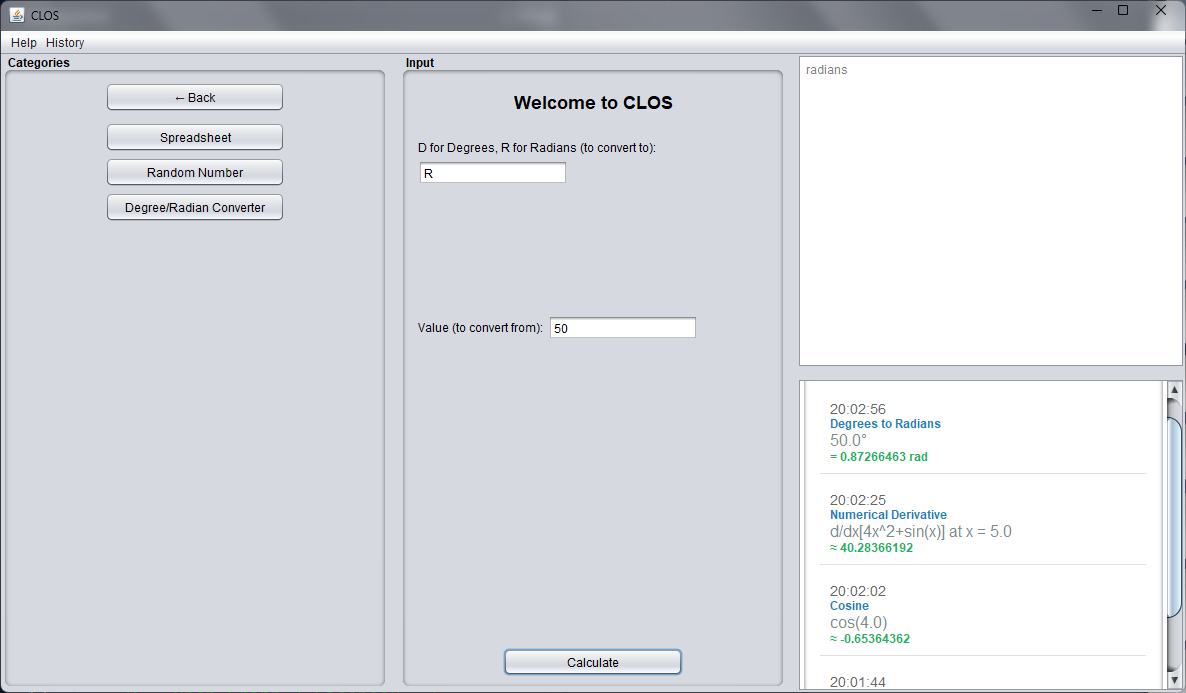 CLOS
Help History
Categories
← Back
Spreadsheet
Random Number
Degree/Radian Converter
Input
Welcome to CLOS
D for Degrees, R for Radians (to convert to):
R
Value (to convert from): 50
Calculate
radians
20:02:56
Degrees to Radians
50.0°
= 0.87266463 rad
20:02:25
Numerical Derivative
d/dx[4x^2+sin(x)] at x = 5.0
≈ 40.28366192
20:02:02
Cosine
cos(4.0)
≈ -0.65364362
20:01:44